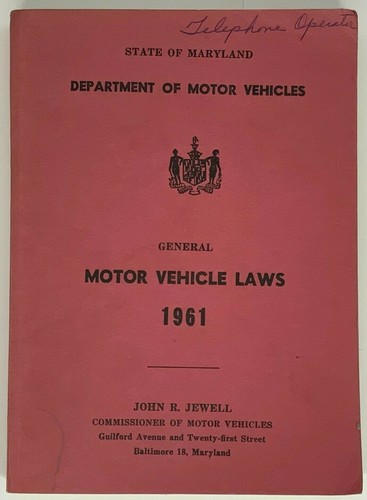 Telephone Operator
STATE OF MARYLAND
DEPARTMENT OF MOTOR VEHICLES
GENERAL
MOTOR VEHICLE LAWS
1961
JOHN R. JEWELL
COMMISSIONER OF MOTOR VEHICLES
Guilford Avenue and Twenty-first Street
Baltimore 18, Maryland